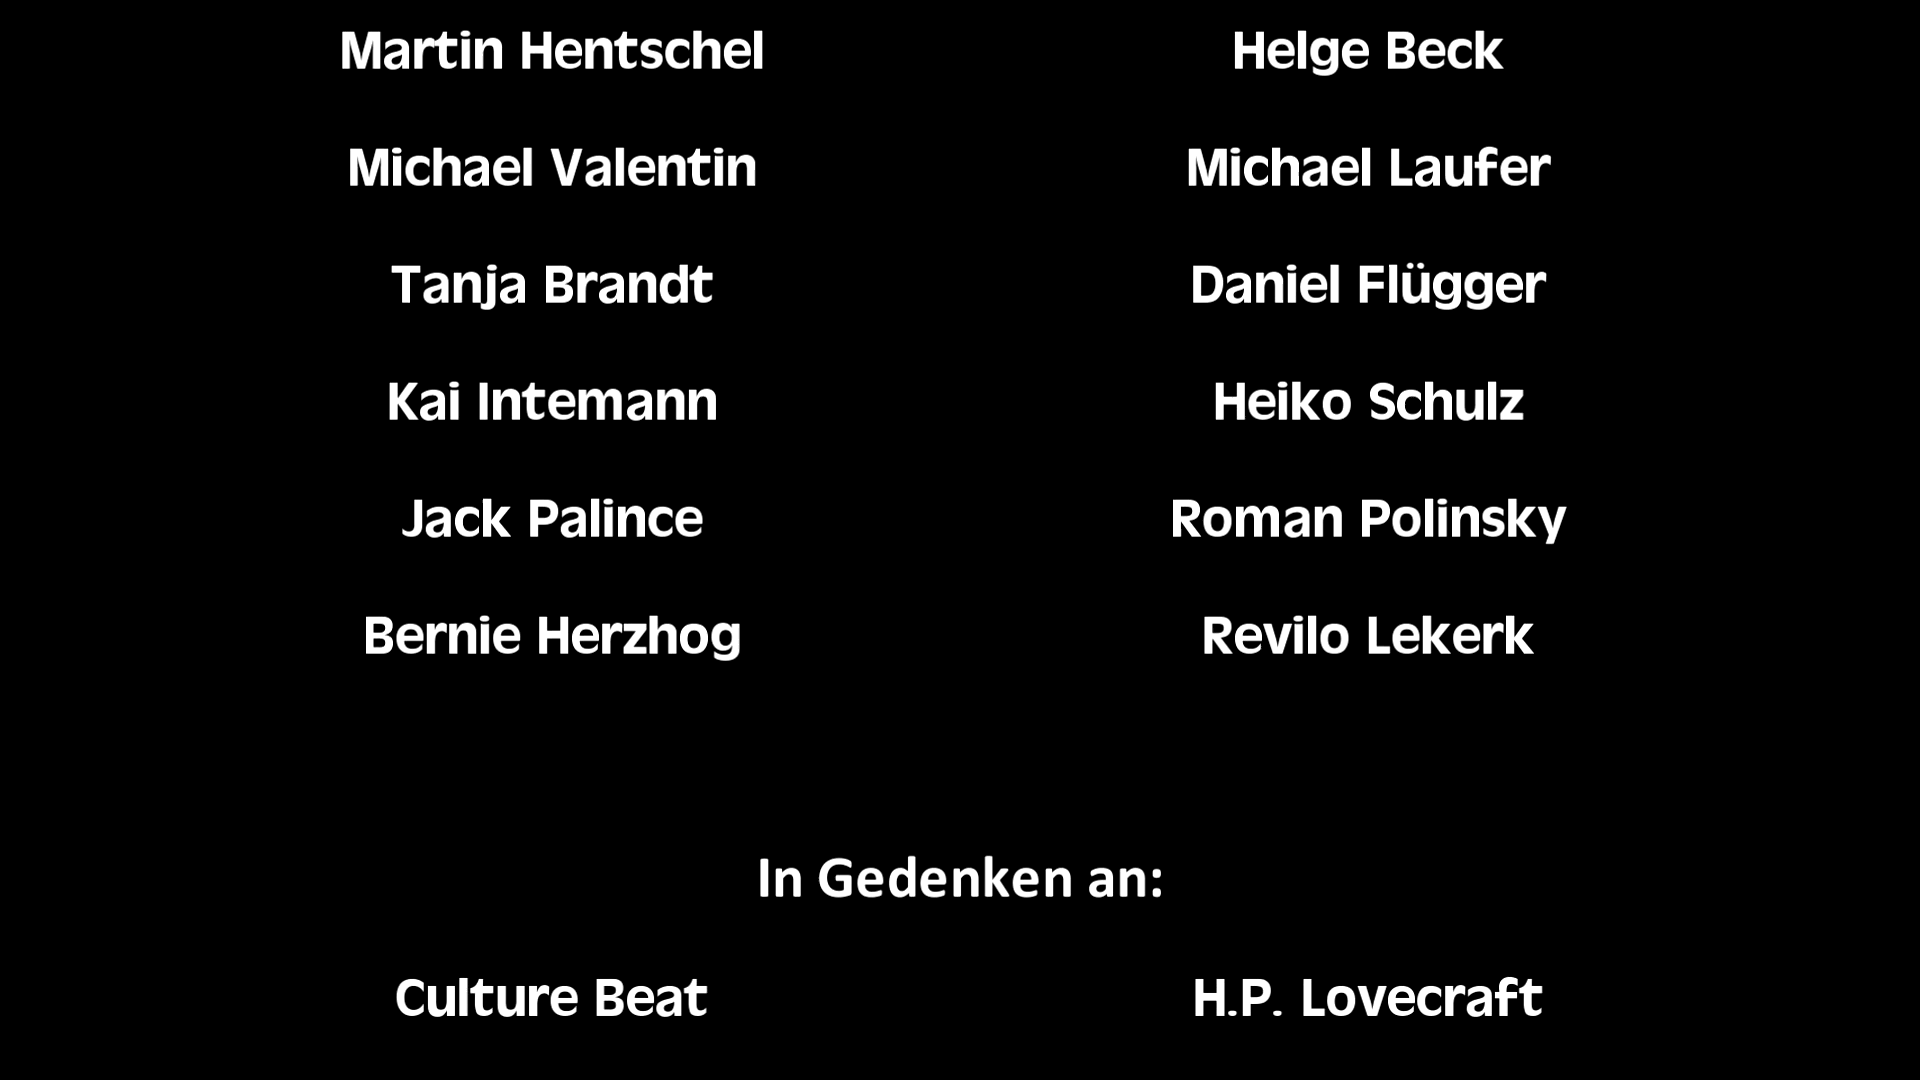 Martin Hentschel Helge Beck
Michael Valentin Michael Laufer
Tanja Brandt Daniel Flügger
Kai Intemann Heiko Schulz
Jack Palince Roman Polinsky
Bernie Herzhog Revilo Lekerk
In Gedenken an:
Culture Beat H.P. Lovecraft